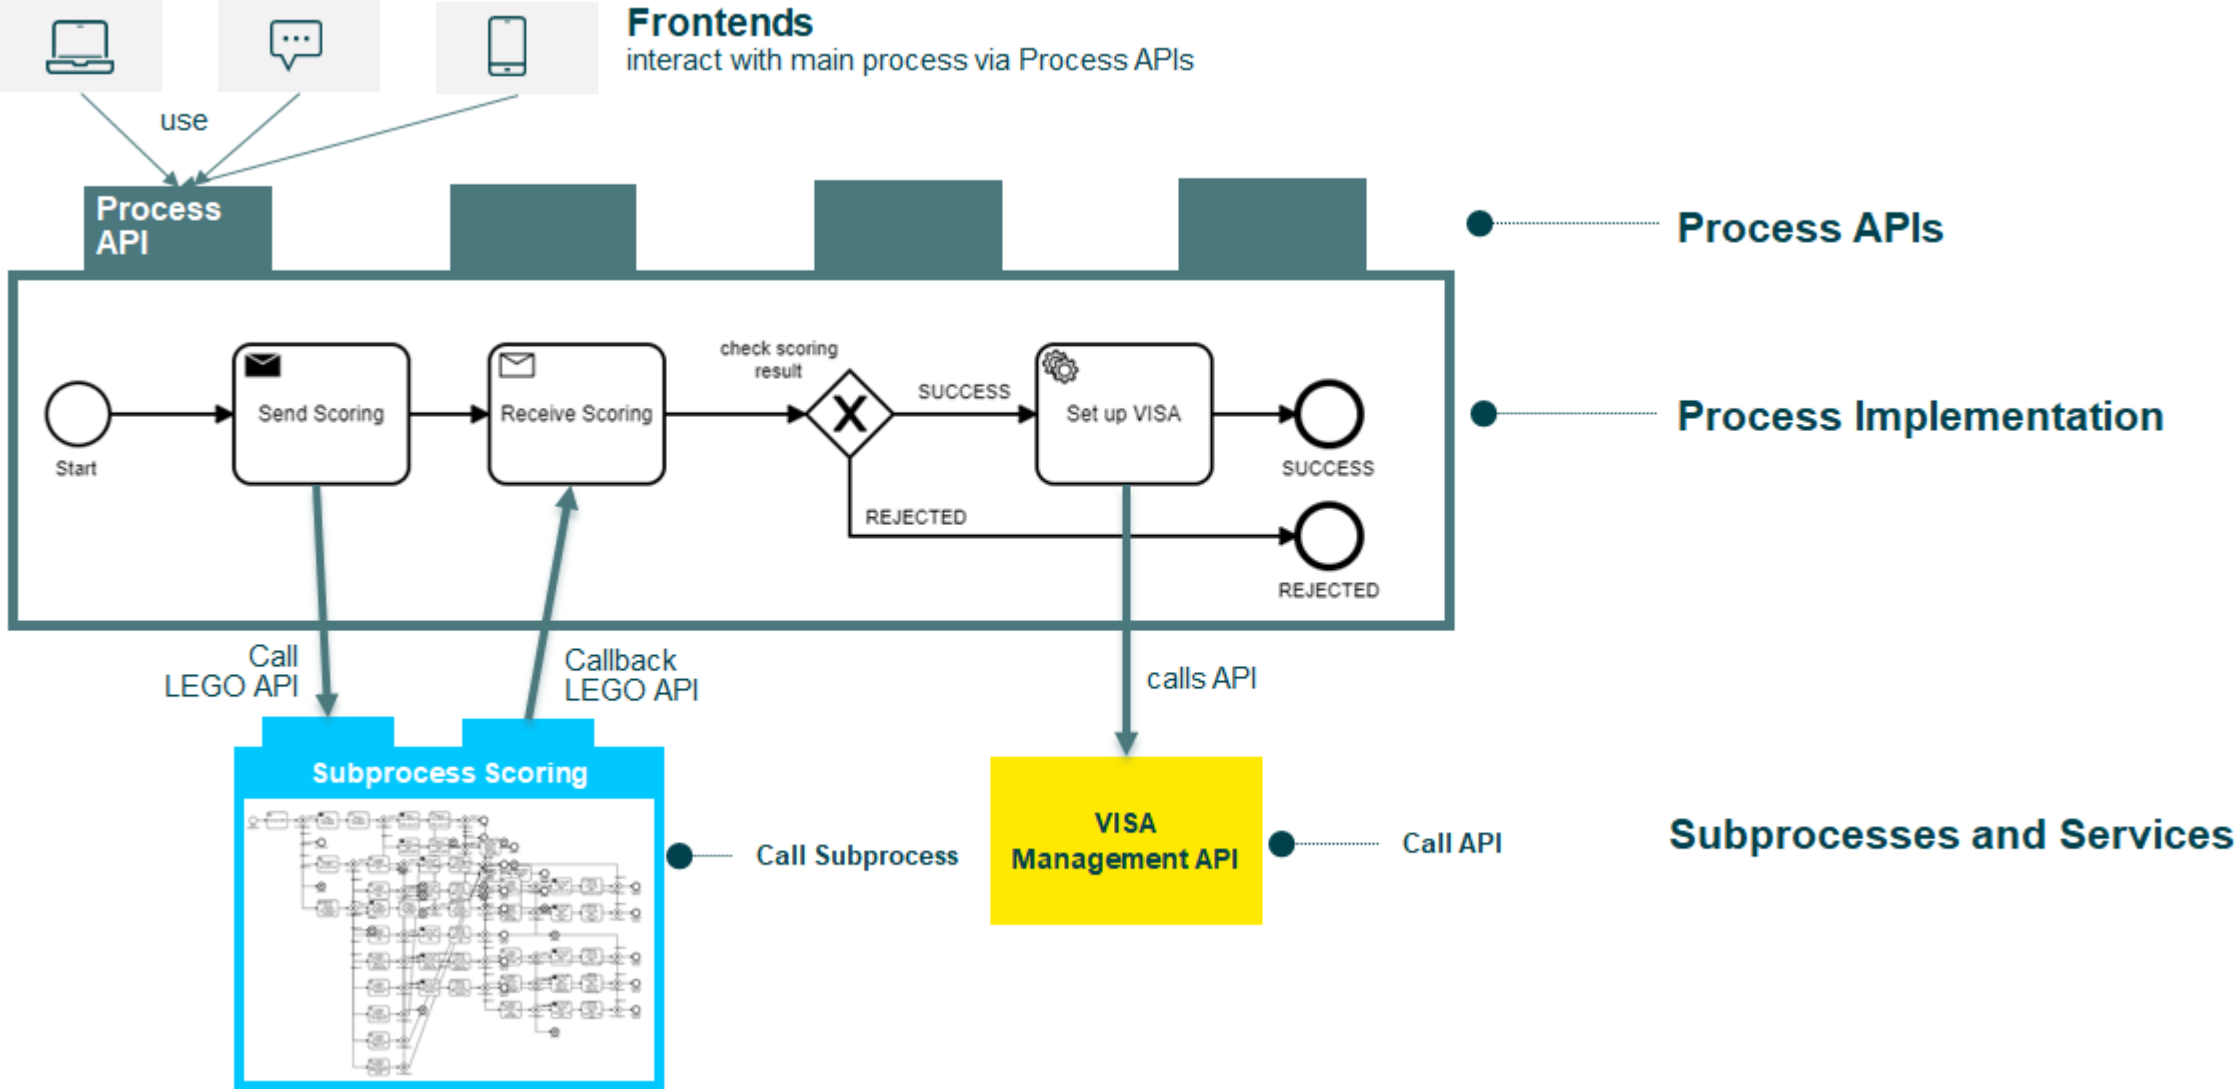 Frontends
interact with main process via Process APIs
use
Process
API
Process APIs
check scoring
result
SUCCESS
Send Scoring
Receive Scoring
X
Set up VISA
Process Implementation
Start
SUCCESS
REJECTED
REJECTED
Call
LEGO API
Callback
LEGO API
calls API
Subprocess Scoring
VISA
Management API
Call Subprocess
Call API
Subprocesses and Services